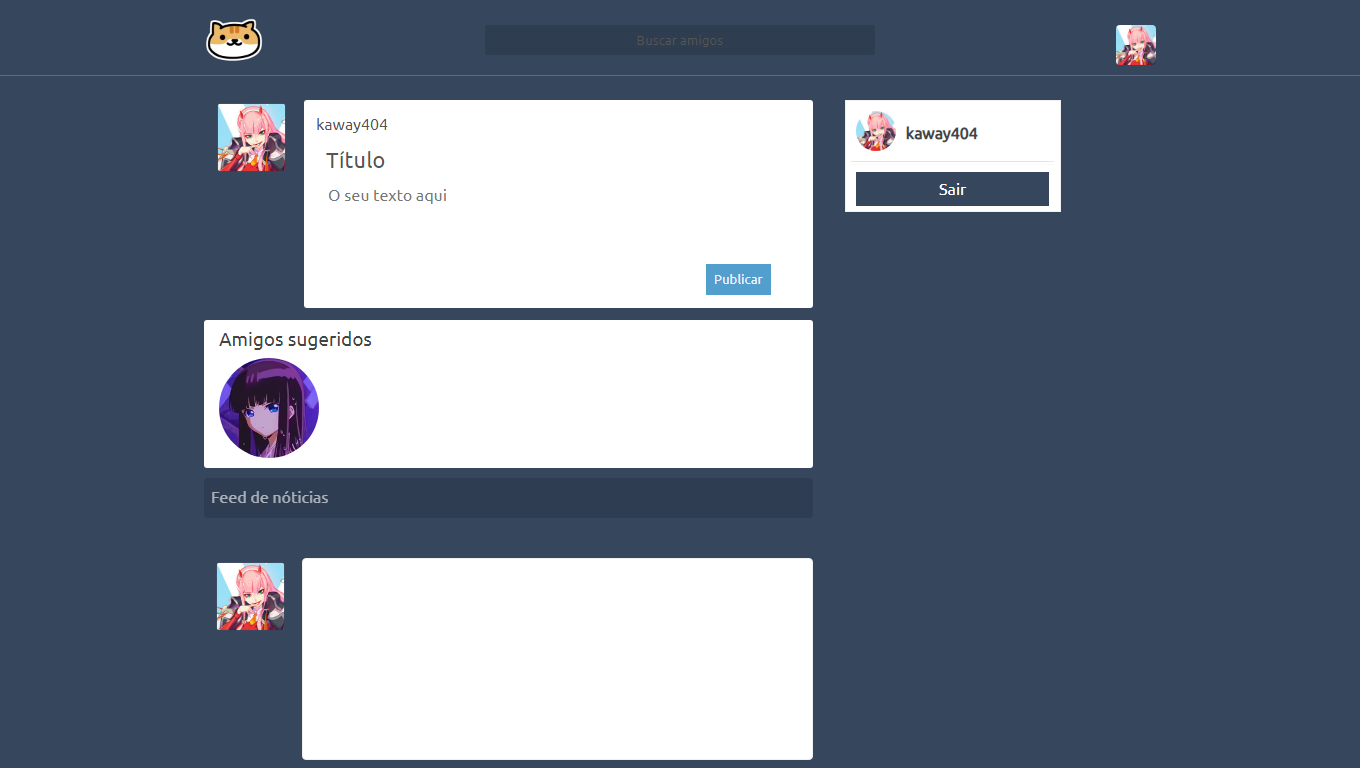 Buscar amigos
kaway404
Título
O seu texto aqui
Publicar
kaway404
Sair
Amigos sugeridos
Feed de nóticias